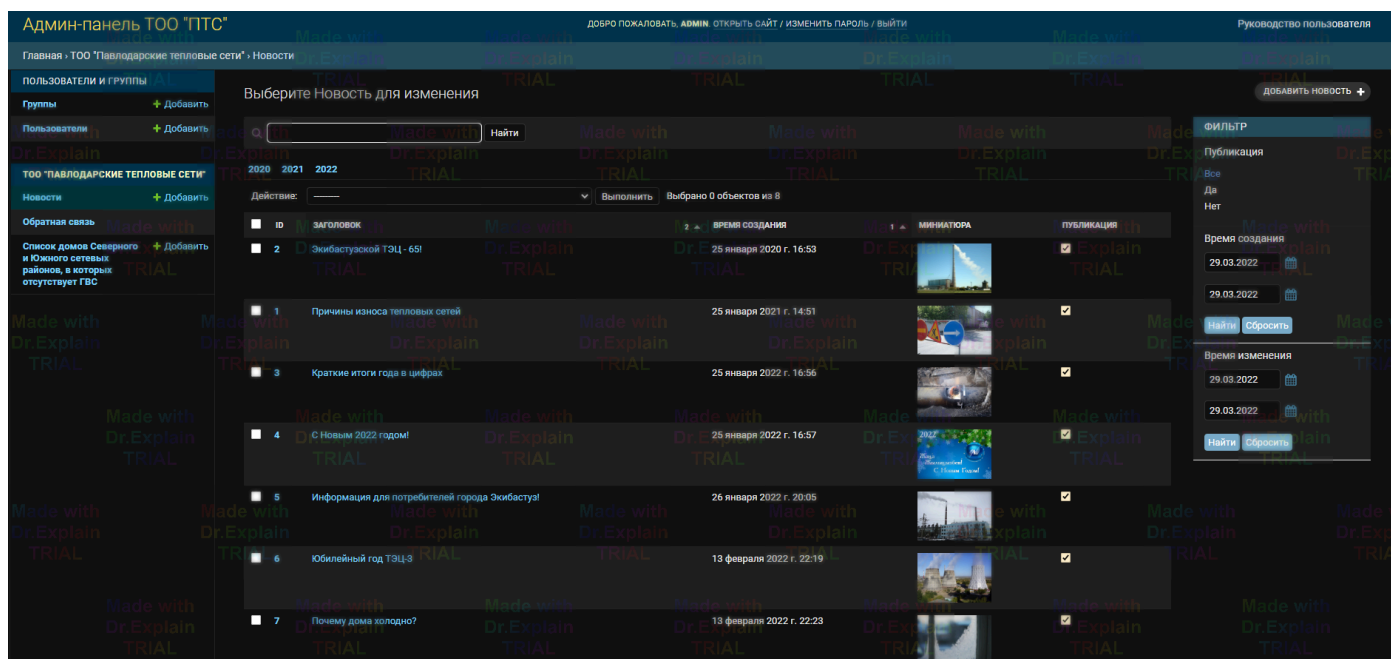 Админ-панель ТОО "ПТС"
ДОБРО ПОЖАЛОВАТЬ, ADMIN. ОТКРЫТЬ САЙТ / ИЗМЕНИТЬ ПАРОЛЬ / ВЫЙТИ
Руководство пользователя
Главная › ТОО "Павлодарские тепловые сети" › Новости
ПОЛЬЗОВАТЕЛИ И ГРУППЫ
Группы + Добавить
Пользователи + Добавить
ТОО "ПАВЛОДАРСКИЕ ТЕПЛОВЫЕ СЕТИ"
Новости + Добавить
Обратная связь
Список домов Северного + Добавить
и Южного сетевых
районов, в которых
отсутствует ГВС
Выберите Новость для изменения
ДОБАВИТЬ НОВОСТЬ +
Найти
2020 2021 2022
Действие: --------- Выполнить Выбрано 0 объектов из 8
ID ЗАГОЛОВОК 2 ВРЕМЯ СОЗДАНИЯ 1 МИНИАТЮРА ПУБЛИКАЦИЯ
2 Экибастузской ТЭЦ - 65! 25 января 2020 г. 16:53
1 Причины износа тепловых сетей 25 января 2021 г. 14:51
3 Краткие итоги года в цифрах 25 января 2022 г. 16:56
4 С Новым 2022 годом! 25 января 2022 г. 16:57
2022
С Новым Годом!
5 Информация для потребителей города Экибастуз! 26 января 2022 г. 20:05
6 Юбилейный год ТЭЦ-3 13 февраля 2022 г. 22:19
7 Почему дома холодно? 13 февраля 2022 г. 22:23
ФИЛЬТР
Публикация
Все
Да
Нет
Время создания
29.03.2022
29.03.2022
Найти Сбросить
Время изменения
29.03.2022
29.03.2022
Найти Сбросить
Made with
Dr.Explain
TRIAL